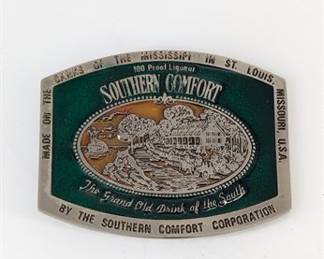 MADE ON THE BANKS OF THE MISSISSIPPI IN ST. LOUIS, MISSOURI, U.S.A.
100 Proof Liqueur
SOUTHERN COMFORT
The Grand Old Drink of the South
BY THE SOUTHERN COMFORT CORPORATION